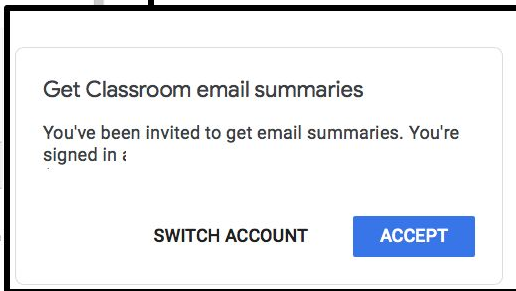 Get Classroom email summaries
You've been invited to get email summaries. You're
signed in
SWITCH ACCOUNT
ACCEPT